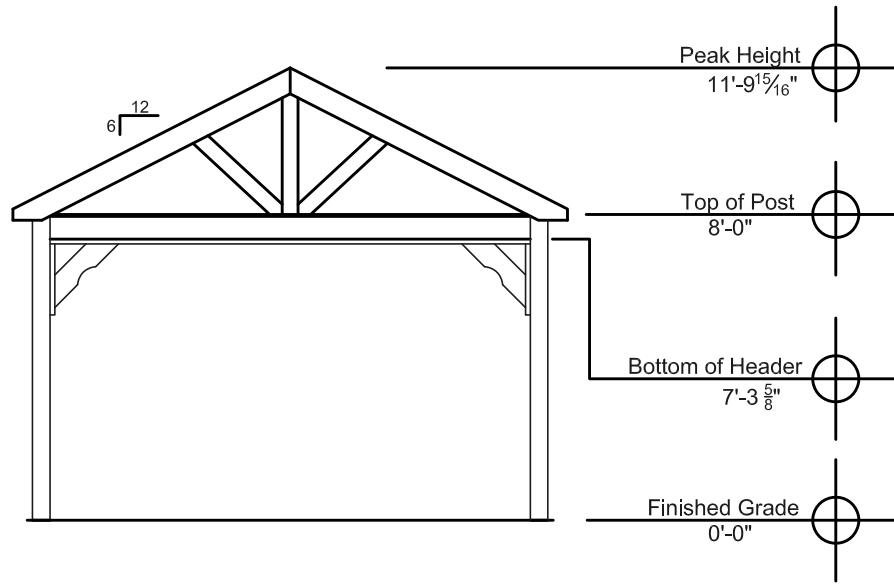 Peak Height
11'-9 15/16"
12
6
Top of Post
8'-0"
Bottom of Header
7'-3 5/8"
Finished Grade
0'-0"